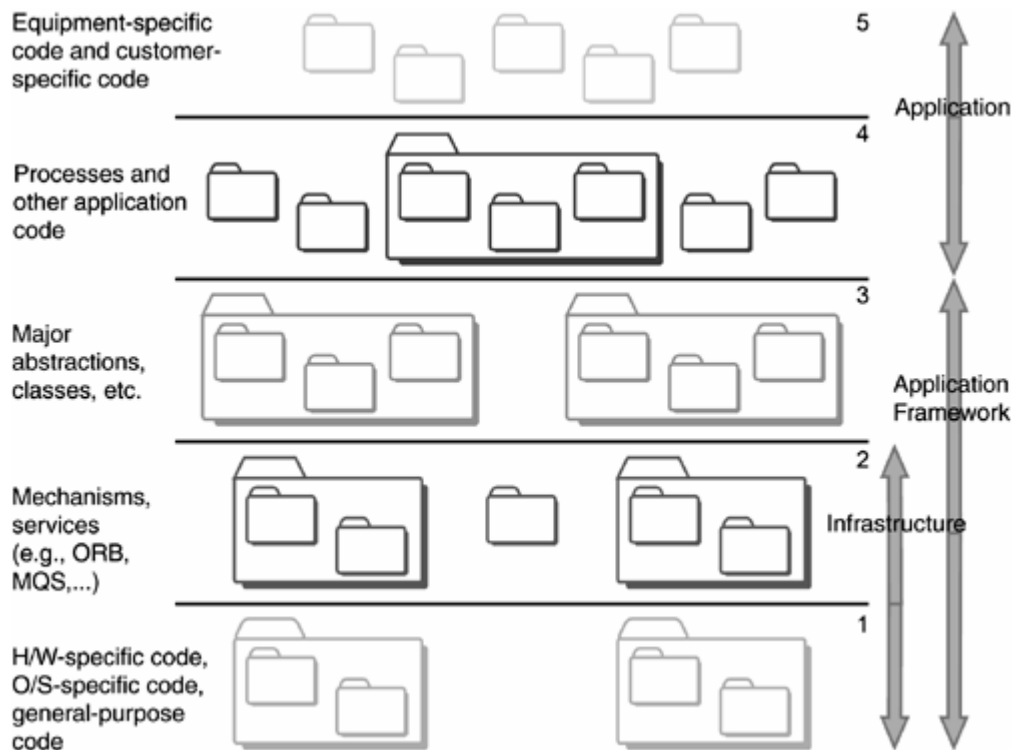 Equipment-specific
code and customer-
specific code
5
Application
4
Processes and
other application
code
3
Major
abstractions,
classes, etc.
Application
Framework
2
Mechanisms,
services
(e.g., ORB,
MQS,...)
Infrastructure
1
H/W-specific code,
O/S-specific code,
general-purpose
code